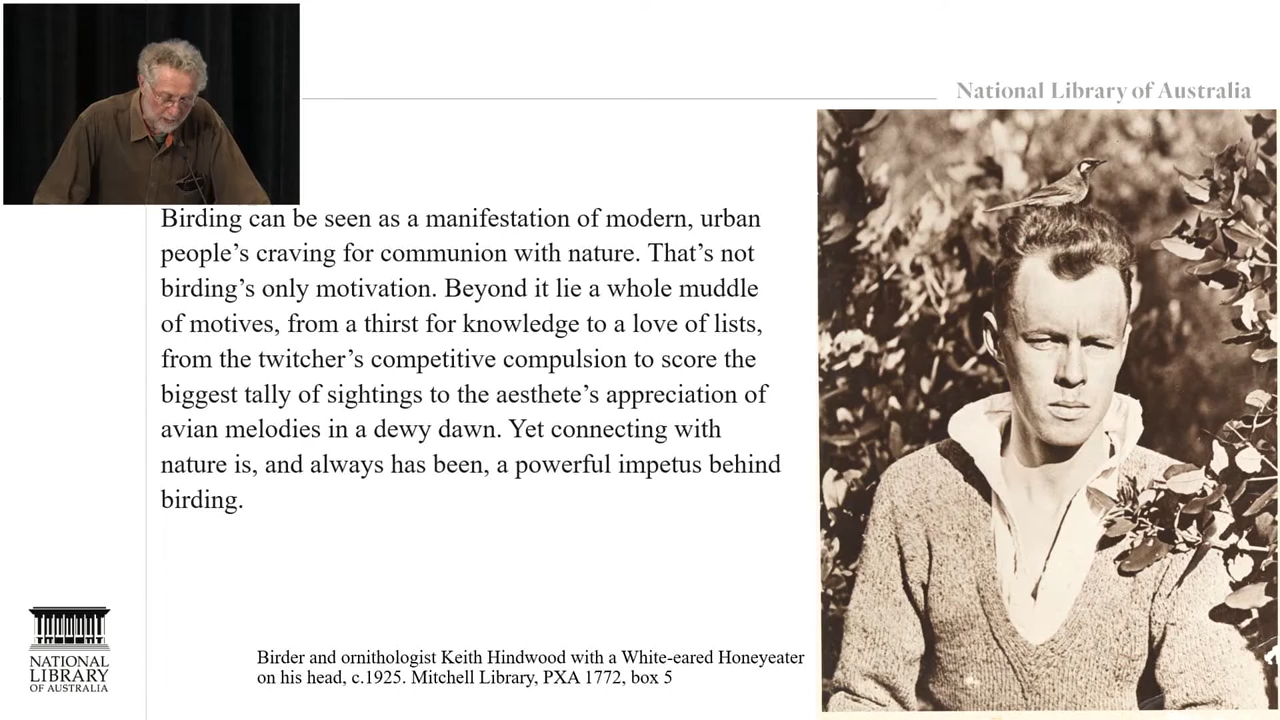 National Library of Australia
Birding can be seen as a manifestation of modern, urban
people’s craving for communion with nature. That’s not
birding’s only motivation. Beyond it lie a whole muddle
of motives, from a thirst for knowledge to a love of lists,
from the twitcher’s competitive compulsion to score the
biggest tally of sightings to the aesthete’s appreciation of
avian melodies in a dewy dawn. Yet connecting with
nature is, and always has been, a powerful impetus behind
birding.
Birder and ornithologist Keith Hindwood with a White-eared Honeyeater
on his head, c.1925. Mitchell Library, PXA 1772, box 5
NATIONAL
LIBRARY
OF AUSTRALIA